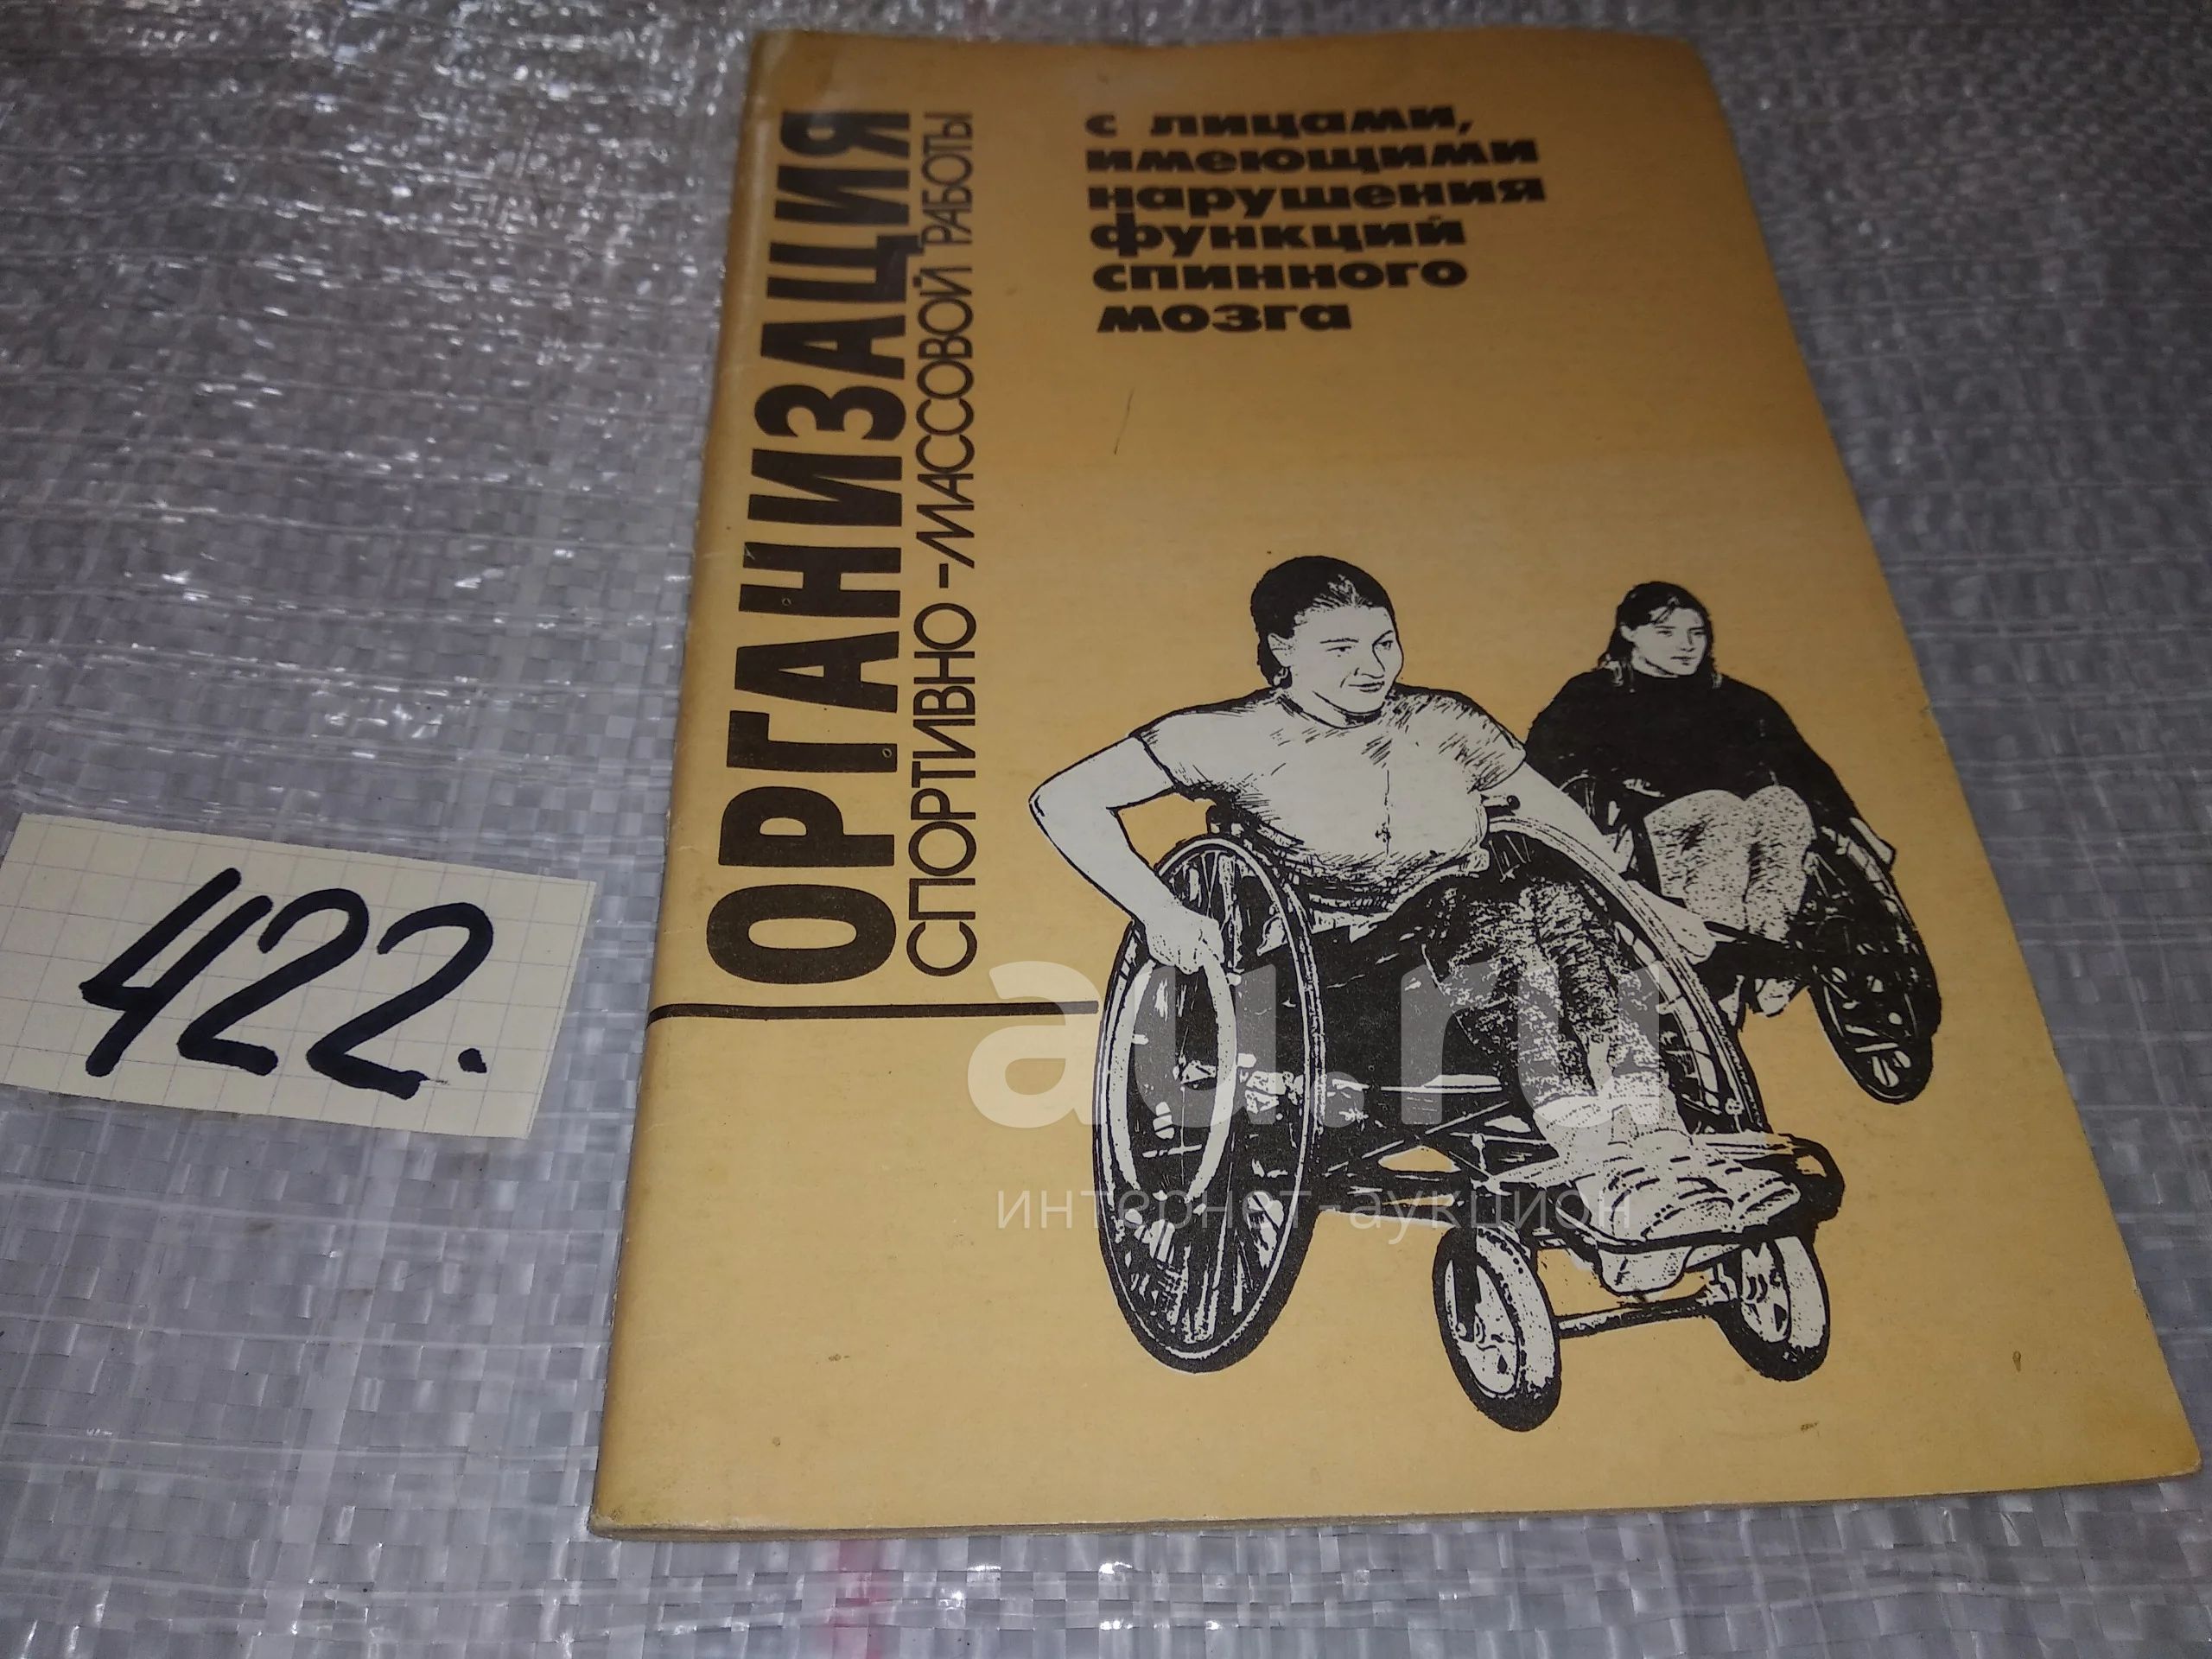 ОРГАНИЗАЦИЯ
СПОРТИВНО-МАССОВОЙ РАБОТЫ
с лицами,
имеющими
нарушения
функций
спинного
мозга
422.
au.ru
интернет-аукцион